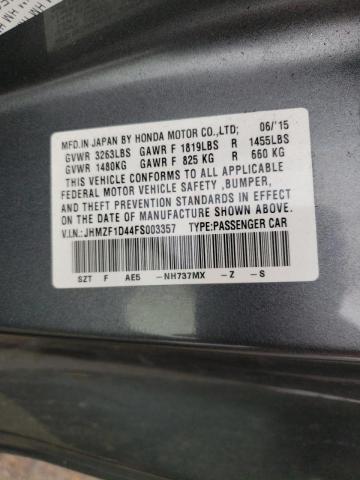 MFD.IN JAPAN BY HONDA MOTOR CO.,LTD; 06/'15
GVWR 3263LBS GAWR F 1819LBS R 1455LBS
GVWR 1480KG GAWR F 825 KG R 660 KG
THIS VEHICLE CONFORMS TO ALL APPLICABLE
FEDERAL MOTOR VEHICLE SAFETY ,BUMPER,
AND THEFT PREVENTION STANDARDS IN EFFECT
ON THE DATE OF MANUFACTURE SHOWN ABOVE.
V.I.N.: JHMZF1D44FS003357 TYPE:PASSENGER CAR
SZT F AE5 -NH737MX -Z -S